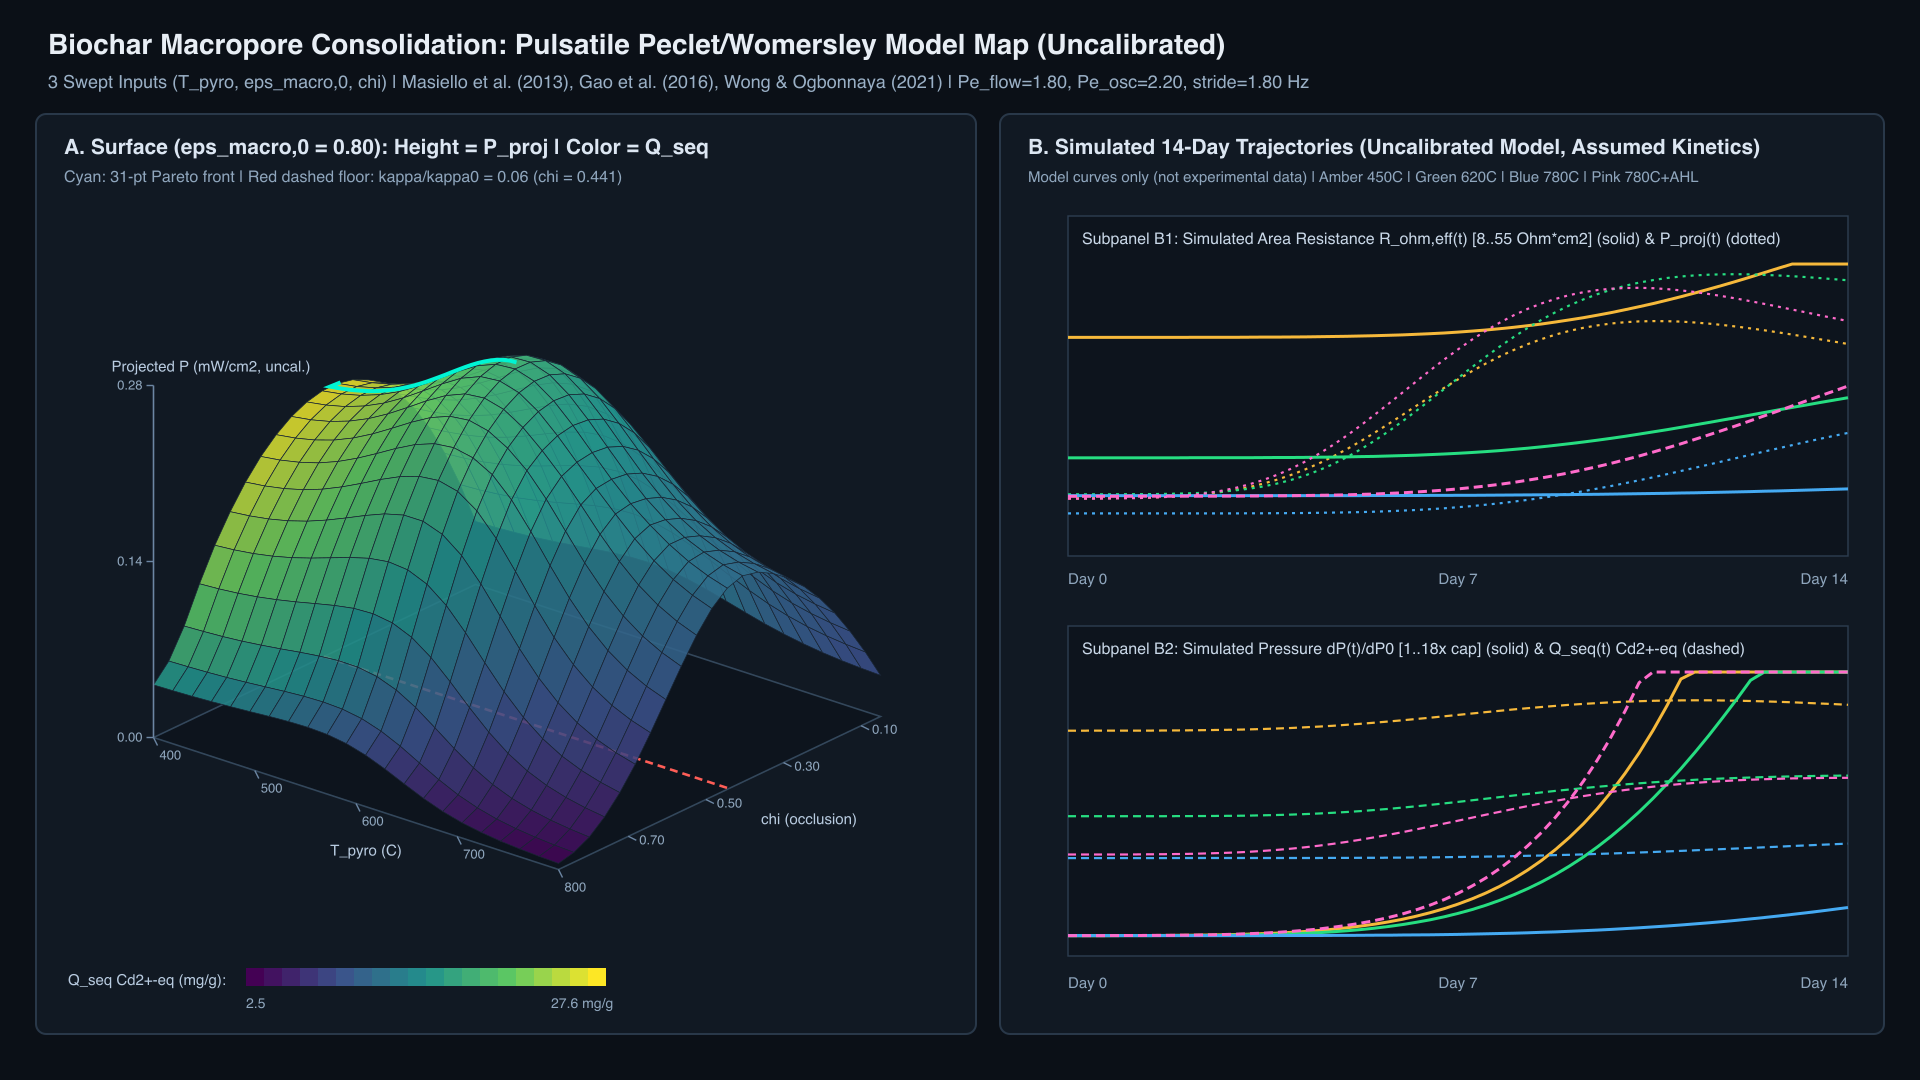 Biochar Macropore Consolidation: Pulsatile Peclet/Womersley Model Map (Uncalibrated)
3 Swept Inputs (T_pyro, eps_macro,0, chi) | Masiello et al. (2013), Gao et al. (2016), Wong & Ogbonnaya (2021) | Pe_flow=1.80, Pe_osc=2.20, stride=1.80 Hz
A. Surface (eps_macro,0 = 0.80): Height = P_proj | Color = Q_seq
Cyan: 31-pt Pareto front | Red dashed floor: kappa/kappa0 = 0.06 (chi = 0.441)
Projected P (mW/cm2, uncal.)
0.28
0.14
0.00
400
500
600
700
800
T_pyro (C)
0.10
0.30
0.50
0.70
chi (occlusion)
Q_seq Cd2+-eq (mg/g):
2.5
27.6 mg/g
B. Simulated 14-Day Trajectories (Uncalibrated Model, Assumed Kinetics)
Model curves only (not experimental data) | Amber 450C | Green 620C | Blue 780C | Pink 780C+AHL
Subpanel B1: Simulated Area Resistance R_ohm,eff(t) [8..55 Ohm*cm2] (solid) & P_proj(t) (dotted)
Day 0
Day 7
Day 14
Subpanel B2: Simulated Pressure dP(t)/dP0 [1..18x cap] (solid) & Q_seq(t) Cd2+-eq (dashed)
Day 0
Day 7
Day 14